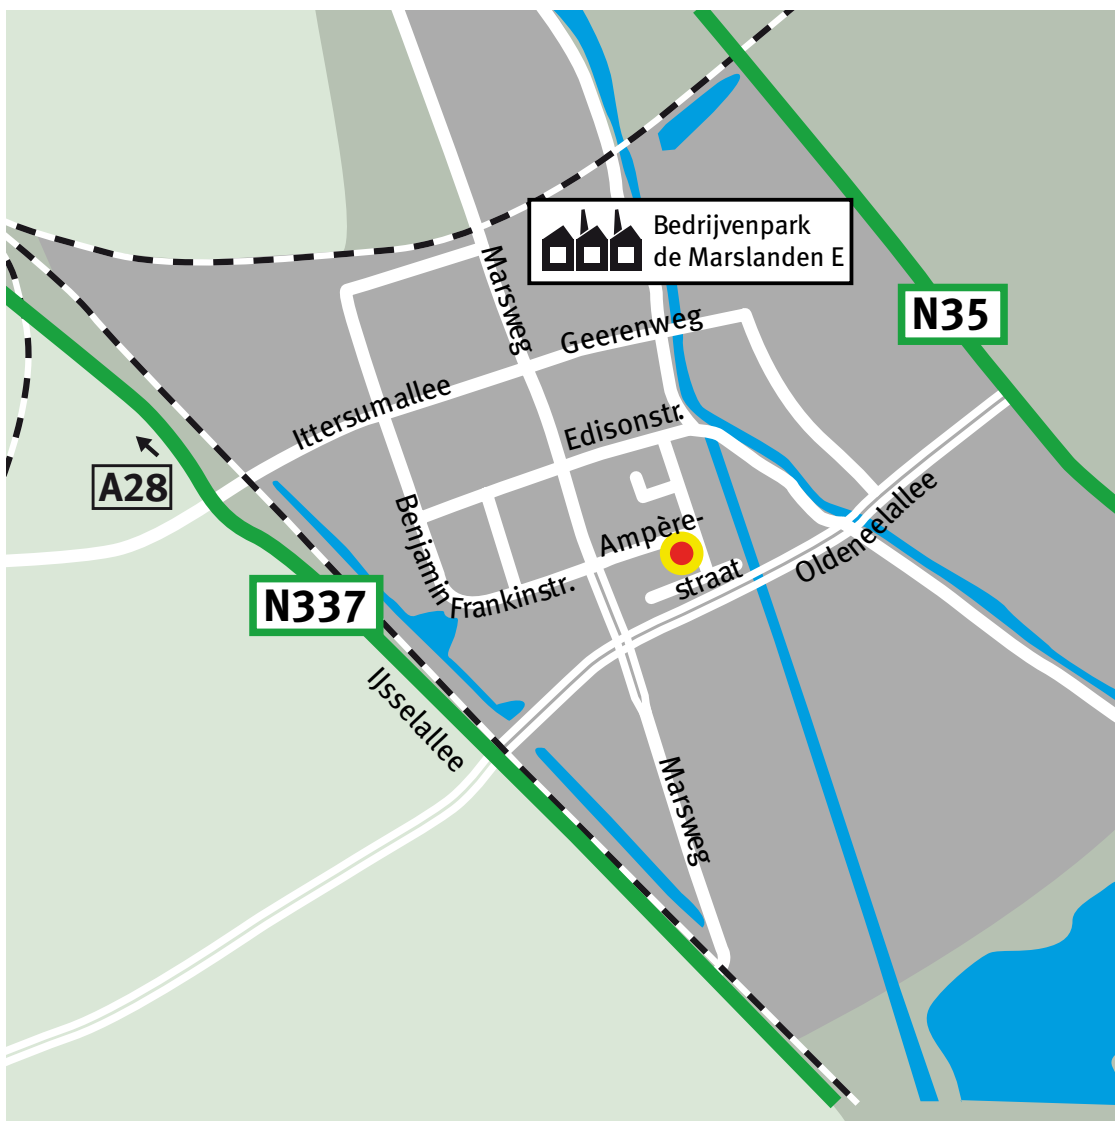 Bedrijvenpark
de Marslanden E
Marsweg
N35
Geerenweg
Ittersumallee
Edisonstr.
A28
Benjamin
Frankinstr.
Ampère-
straat
Oldeneelallee
N337
IJsselallee
Marsweg